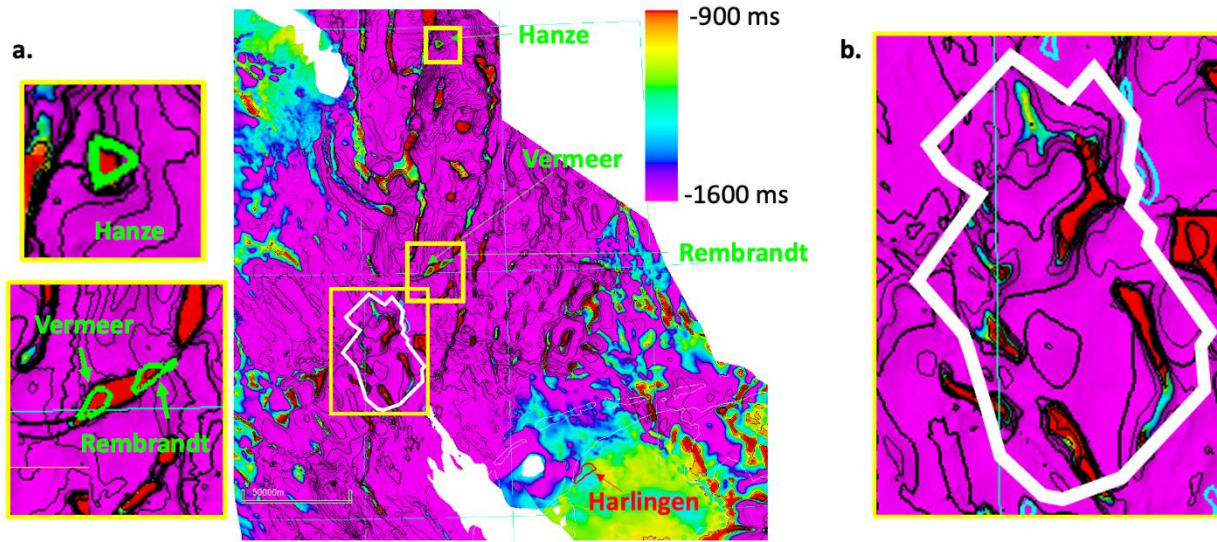 a.
Hanze
Vermeer
Rembrandt
Hanze
Vermeer
Rembrandt
Harlingen
50000m
-900 ms
-1600 ms
b.